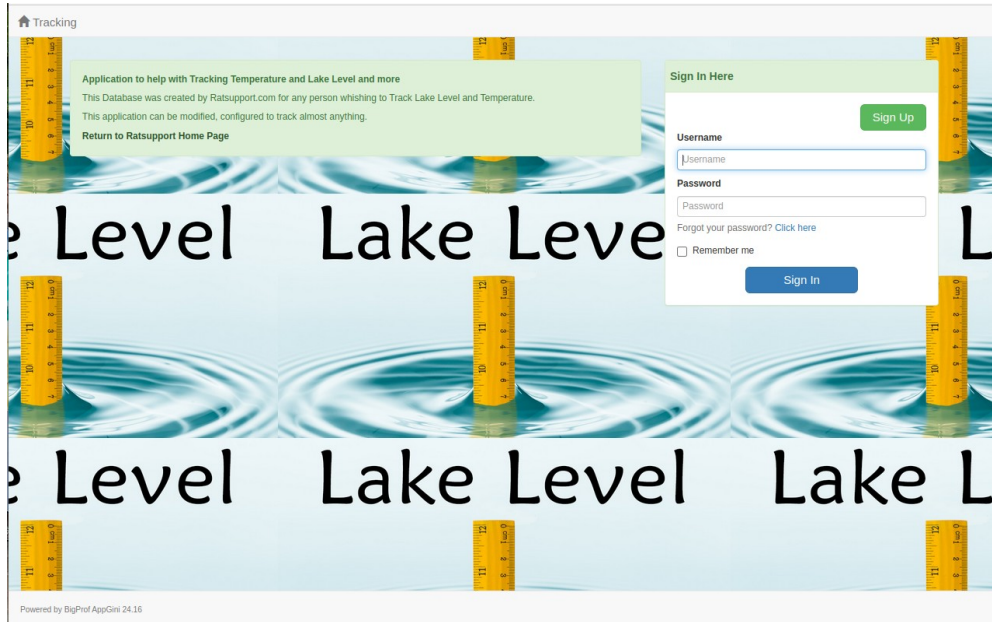 Tracking
Application to help with Tracking Temperature and Lake Level and more
This Database was created by Ratsupport.com for any person whishing to Track Lake Level and Temperature.
This application can be modified, configured to track almost anything.
Return to Ratsupport Home Page
Sign In Here
Sign Up
Username
Username
Password
Password
Forgot your password? Click here
Remember me
Sign In
Level Lake Leve L
Level Lake Level Lake L
Powered by BigProf AppGini 24.16